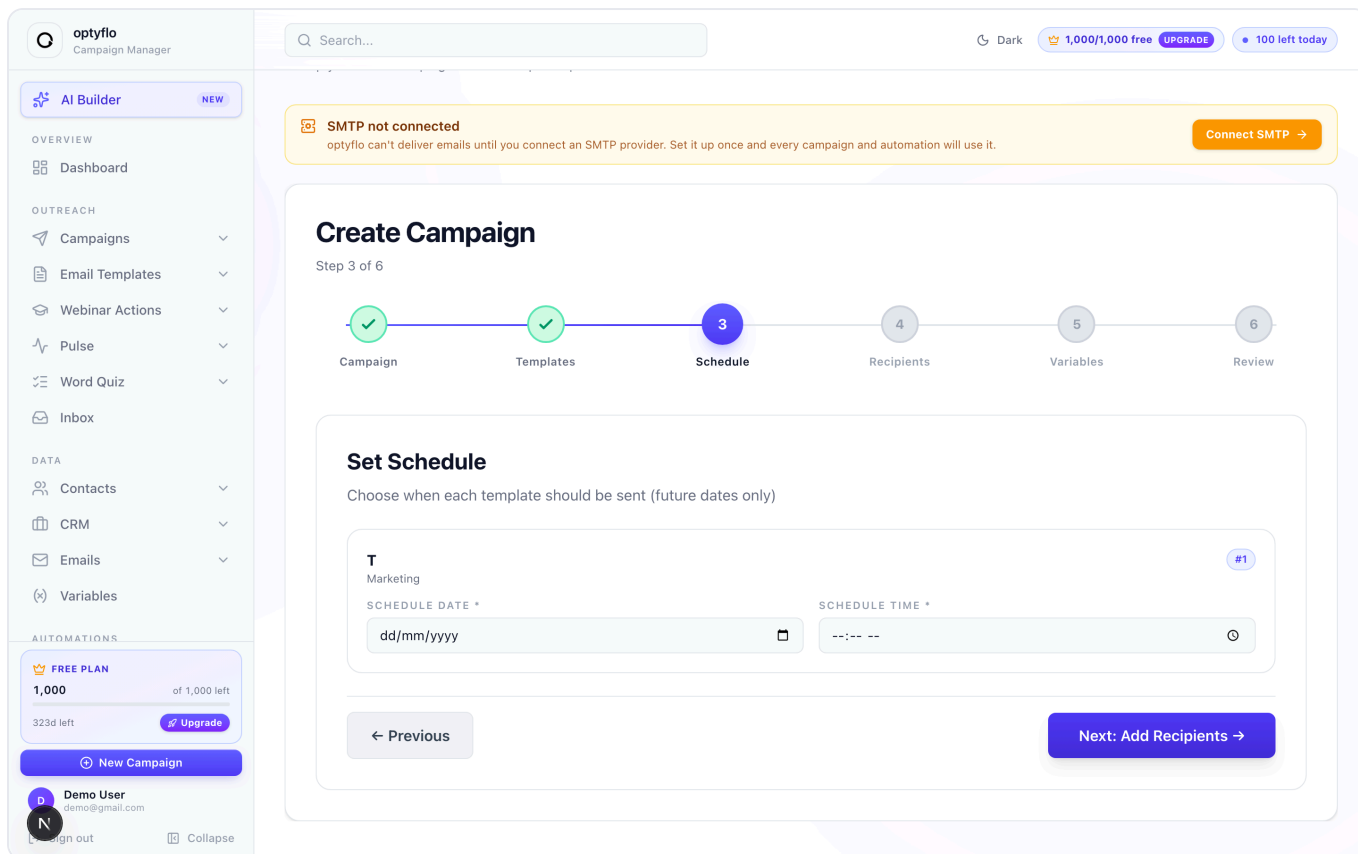 optyflo
Campaign Manager
AI Builder NEW
OVERVIEW
Dashboard
OUTREACH
Campaigns
Email Templates
Webinar Actions
Pulse
Word Quiz
Inbox
DATA
Contacts
CRM
Emails
Variables
AUTOMATIONS
FREE PLAN
1,000 of 1,000 left
323d left Upgrade
New Campaign
D
Demo User
demo@gmail.com
N
Collapse
Search...
Dark
1,000/1,000 free UPGRADE
100 left today
SMTP not connected
optyflo can't deliver emails until you connect an SMTP provider. Set it up once and every campaign and automation will use it.
Connect SMTP →
Create Campaign
Step 3 of 6
3 4 5 6
Campaign Templates Schedule Recipients Variables Review
Set Schedule
Choose when each template should be sent (future dates only)
T
#1
Marketing
SCHEDULE DATE * SCHEDULE TIME *
dd/mm/yyyy --:-- --
← Previous
Next: Add Recipients →